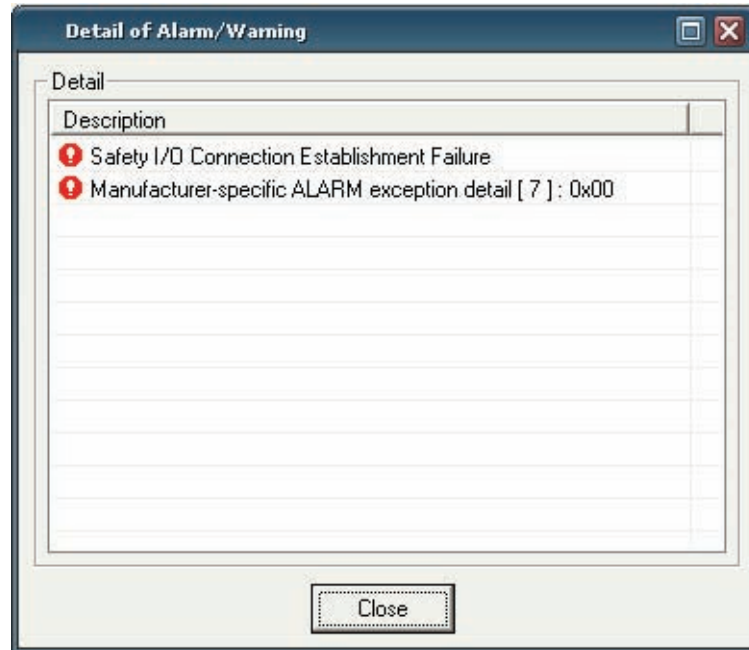 Detail of Alarm/Warning
Detail
Description
Safety I/O Connection Establishment Failure
Manufacturer-specific ALARM exception detail [ 7 ] : 0x00
Close